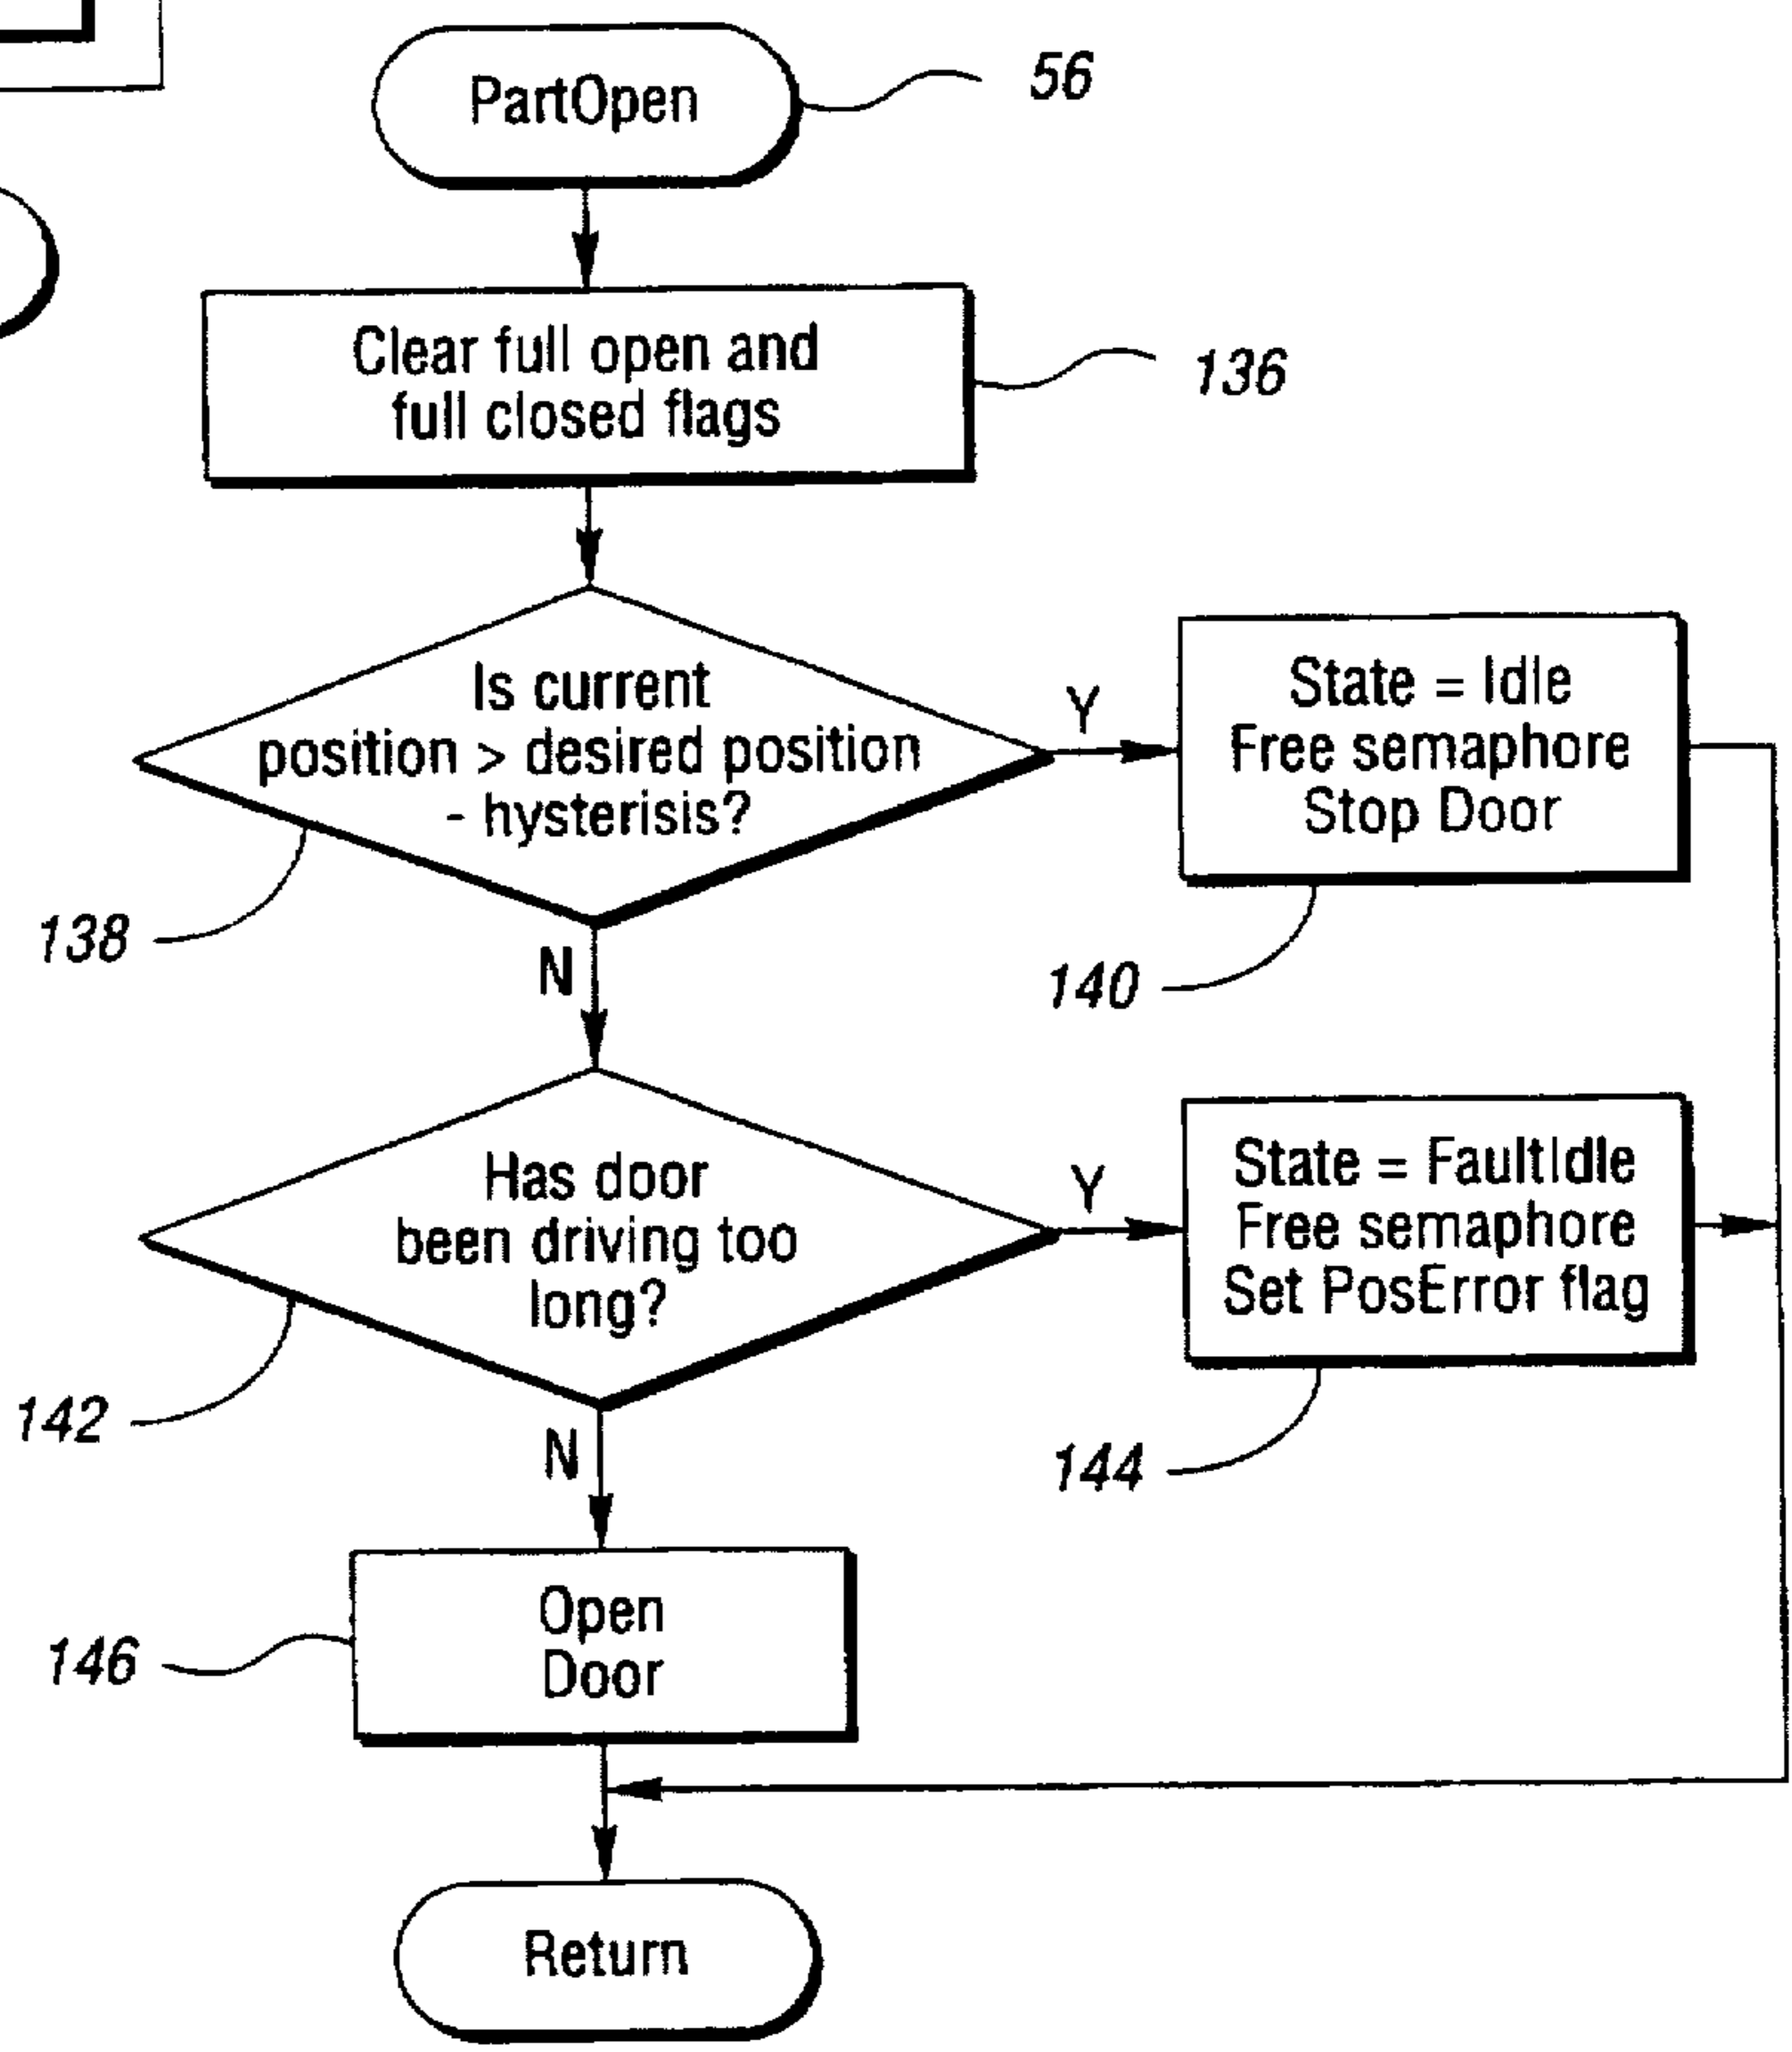 PartOpen
56
Clear full open and
full closed flags
136
Is current
position > desired position
- hysterisis?
138
Y
State = Idle
Free semaphore
Stop Door
140
N
Has door
been driving too
long?
142
Y
State = FaultIdle
Free semaphore
Set PosError flag
144
N
Open
Door
146
Return